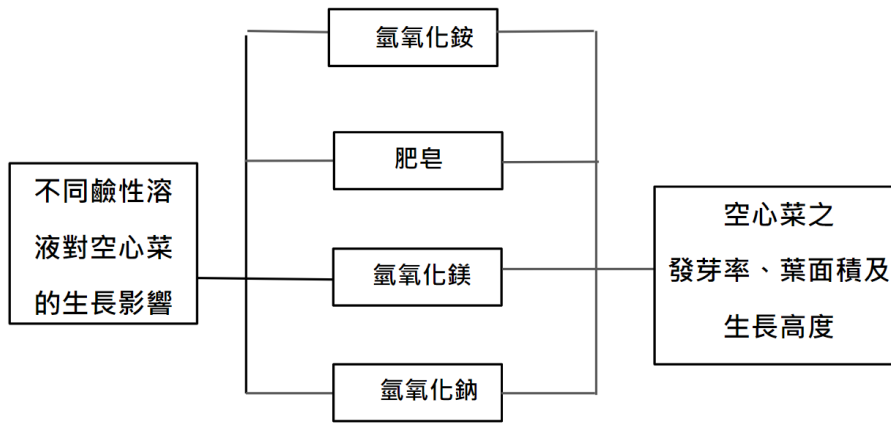 不同鹼性溶
液對空心菜
的生長影響
氫氧化銨
肥皂
氫氧化鎂
氫氧化鈉
空心菜之
發芽率、葉面積及
生長高度